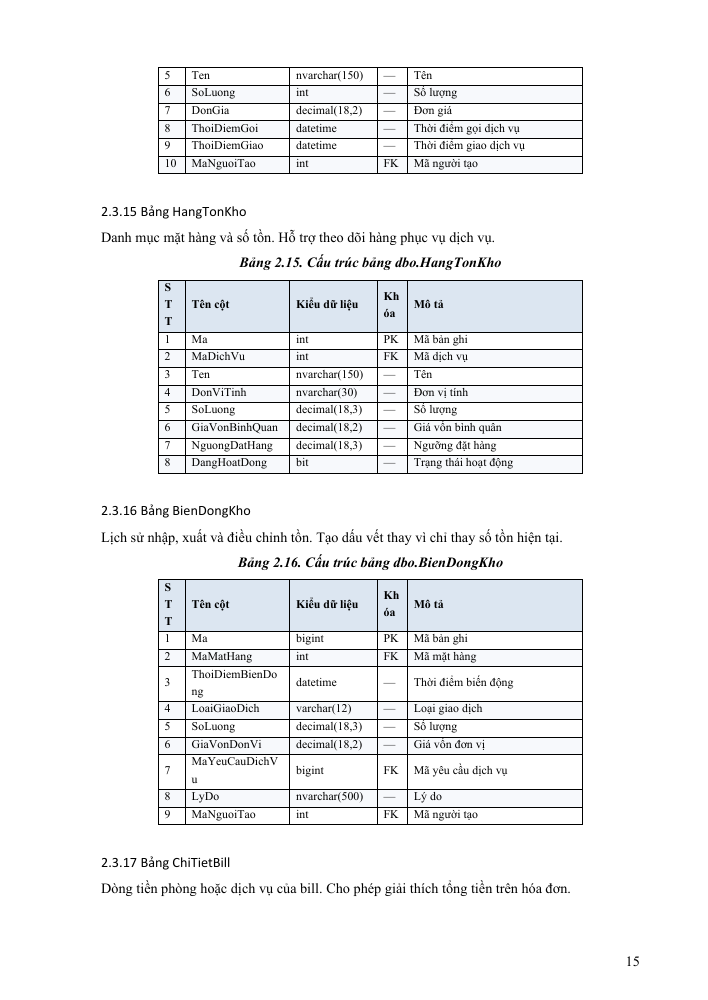 5 Ten nvarchar(150) — Tên
6 SoLuong int — Số lượng
7 DonGia decimal(18,2) — Đơn giá
8 ThoiDiemGoi datetime — Thời điểm gọi dịch vụ
9 ThoiDiemGiao datetime — Thời điểm giao dịch vụ
10 MaNguoiTao int FK Mã người tạo
2.3.15 Bảng HangTonKho
Danh mục mặt hàng và số tồn. Hỗ trợ theo dõi hàng phục vụ dịch vụ.
Bảng 2.15. Cấu trúc bảng dbo.HangTonKho
S
T
T
Tên cột Kiểu dữ liệu
Kh
óa
Mô tả
1 Ma int PK Mã bản ghi
2 MaDichVu int FK Mã dịch vụ
3 Ten nvarchar(150) — Tên
4 DonViTinh nvarchar(30) — Đơn vị tính
5 SoLuong decimal(18,3) — Số lượng
6 GiaVonBinhQuan decimal(18,2) — Giá vốn bình quân
7 NguongDatHang decimal(18,3) — Ngưỡng đặt hàng
8 DangHoatDong bit — Trạng thái hoạt động
2.3.16 Bảng BienDongKho
Lịch sử nhập, xuất và điều chỉnh tồn. Tạo dấu vết thay vì chỉ thay số tồn hiện tại.
Bảng 2.16. Cấu trúc bảng dbo.BienDongKho
S
T
T
Tên cột Kiểu dữ liệu
Kh
óa
Mô tả
1 Ma bigint PK Mã bản ghi
2 MaMatHang int FK Mã mặt hàng
3 ThoiDiemBienDo
ng
datetime — Thời điểm biến động
4 LoaiGiaoDich varchar(12) — Loại giao dịch
5 SoLuong decimal(18,3) — Số lượng
6 GiaVonDonVi decimal(18,2) — Giá vốn đơn vị
7 MaYeuCauDichV
u
bigint FK Mã yêu cầu dịch vụ
8 LyDo nvarchar(500) — Lý do
9 MaNguoiTao int FK Mã người tạo
2.3.17 Bảng ChiTietBill
Dòng tiền phòng hoặc dịch vụ của bill. Cho phép giải thích tổng tiền trên hóa đơn.
15